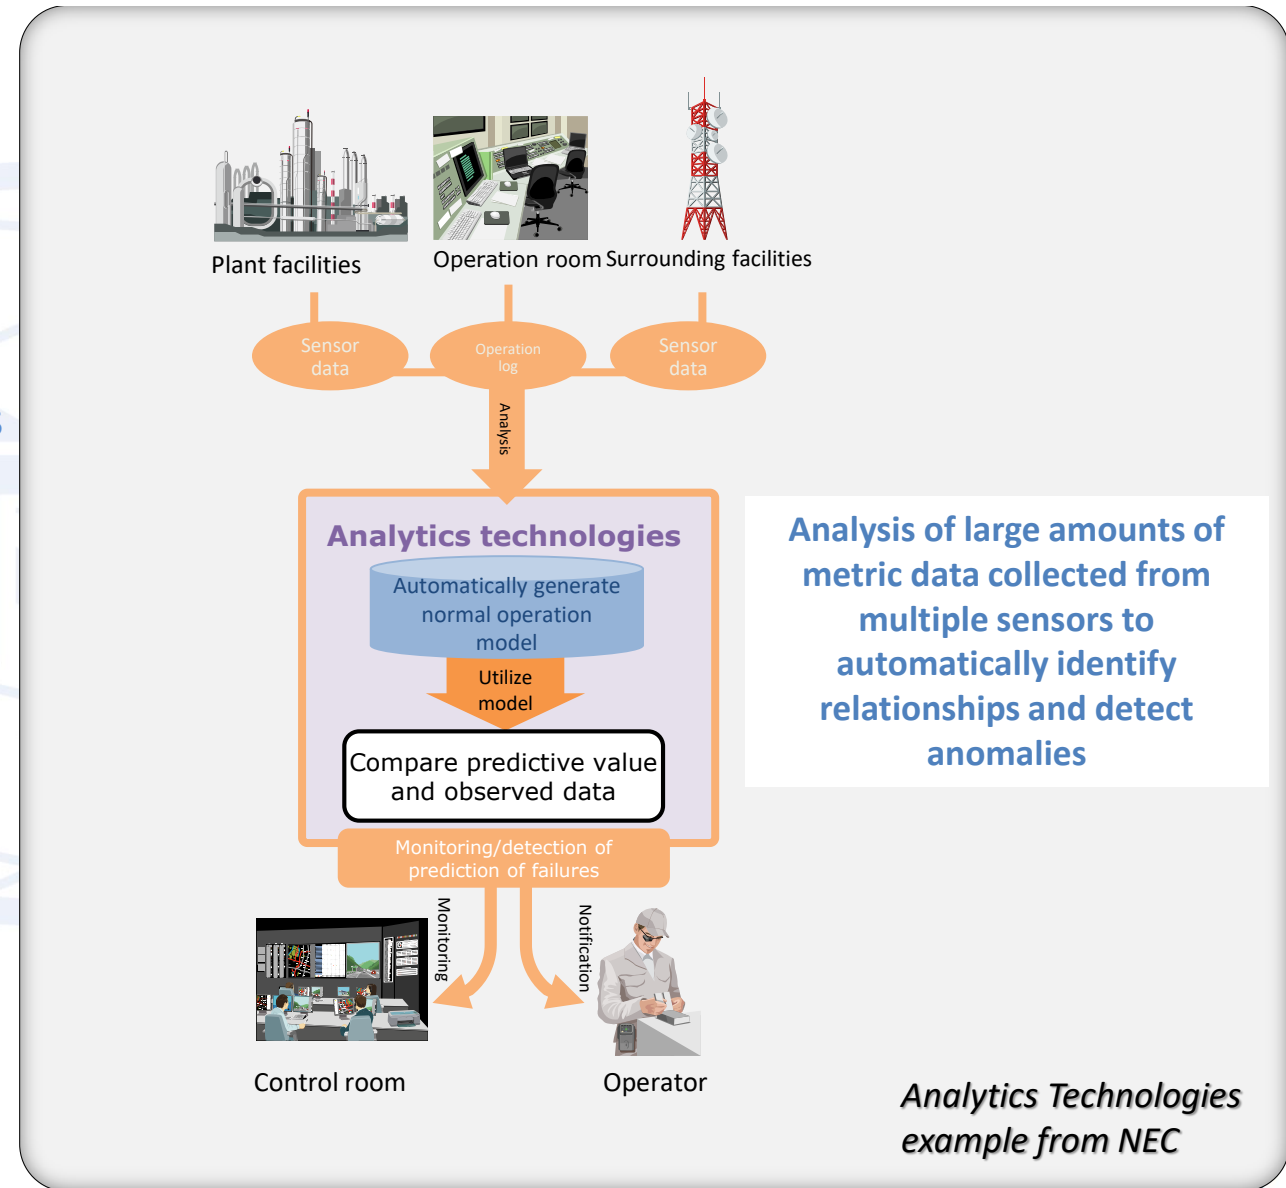 Plant facilities
Operation room
Surrounding facilities
Sensor
data
Operation
log
Sensor
data
Analysis
Analytics technologies
Automatically generate
normal operation
model
Utilize
model
Compare predictive value
and observed data
Monitoring/detection of
prediction of failures
Monitoring
Notification
Control room
Operator
Analysis of large amounts of
metric data collected from
multiple sensors to
automatically identify
relationships and detect
anomalies
Analytics Technologies
example from NEC